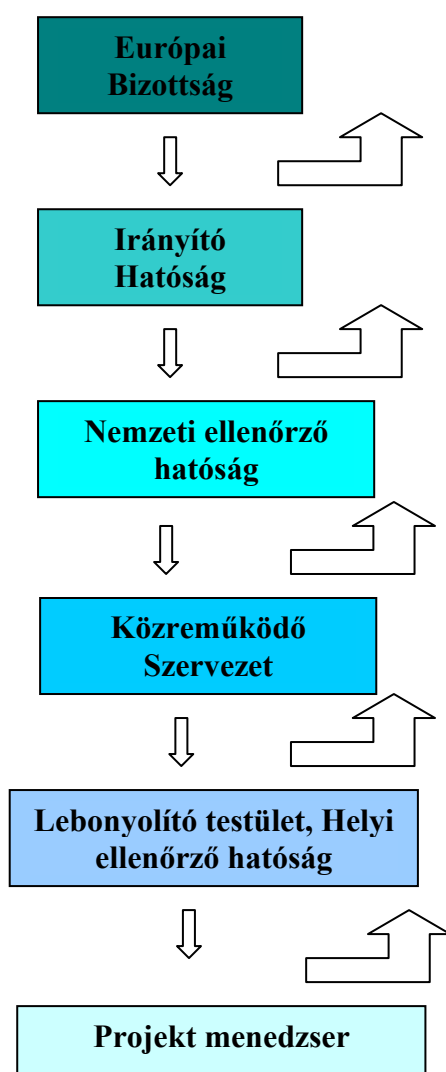 Európai
Bizottság
Irányító
Hatóság
Nemzeti ellenőrző
hatóság
Közreműködő
Szervezet
Lebonyolító testület, Helyi
ellenőrző hatóság
Projekt menedzser